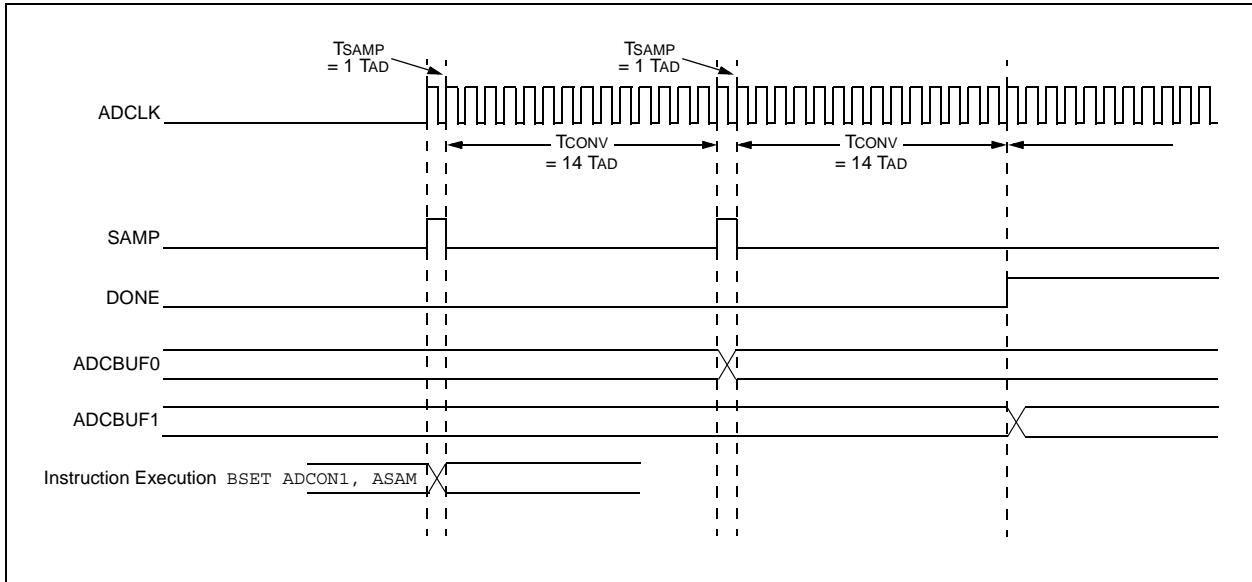 TSAMP
= 1 TAD
TSAMP
= 1 TAD
ADCLK
TCONV
= 14 TAD
TCONV
= 14 TAD
SAMP
DONE
ADCBUF0
ADCBUF1
Instruction Execution BSET ADCON1, ASAM